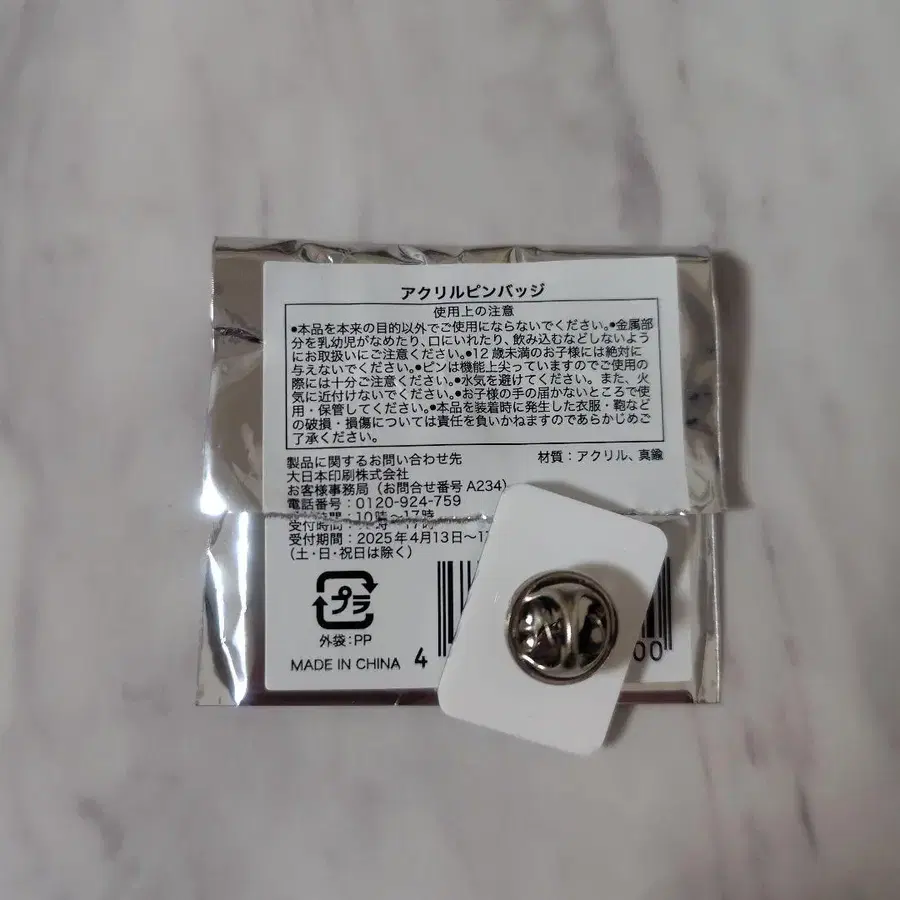 アクリルピンバッジ
使用上の注意
●本品を本来の目的以外でご使用にならないでください。●金属部
分を乳幼児がなめたり、口にいれたり、飲み込むなどしないよう
にお取扱いにご注意ください。●12歳未満のお子様には絶対に
与えないでください。●ピンは機能上尖っていますのでご使用の
際には十分ご注意ください。●水気を避けてください。また、火
気に近付けないでください。●お子様の手の届かないところで使
用・保管してください。●本品を装着時に発生した衣服・鞄など
の破損・損傷については責任を負いかねますのであらかじめご
了承ください。
製品に関するお問い合わせ先 材質：アクリル、真鍮
大日本印刷株式会社
お客様事務局（お問合せ番号 A234）
電話番号：0120-924-759
受付時間：10時〜17時
受付期間：2025年4月13日〜1
（土・日・祝日は除く）
プラ
外袋：PP
MADE IN CHINA 4 00